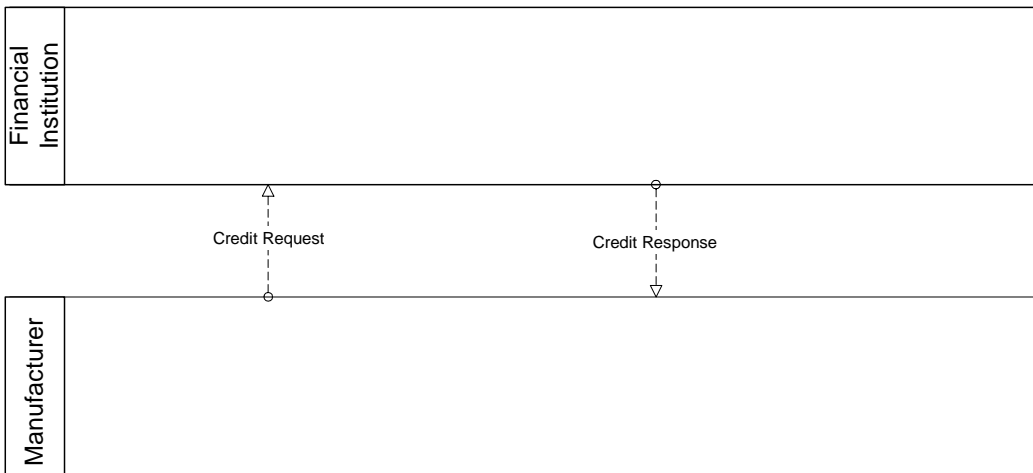 Financial
Institution
Credit Request
Credit Response
Manufacturer